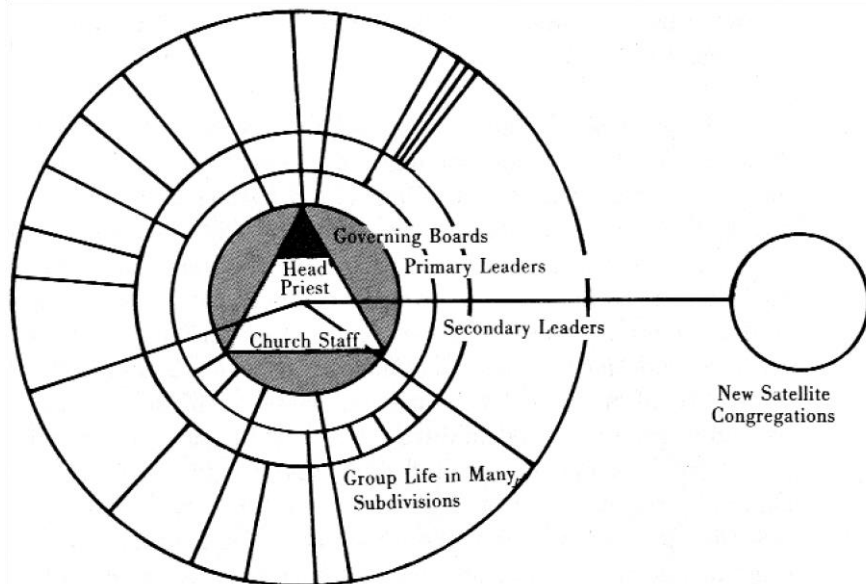 Governing Boards
Head
Priest
Primary Leaders
Church Staff
Secondary Leaders
New Satellite
Congregations
Group Life in Many
Subdivisions